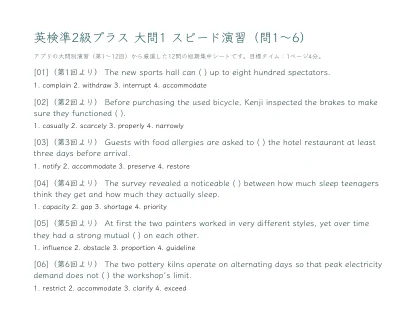 英検準2級プラス 大問1 スピード演習（問1〜6）
アプリの大問別演習（第1〜12回）から厳選した12問の短期集中シートです。目標タイム：1ページ4分。
[01]（第1回より） The new sports hall can ( ) up to eight hundred spectators.
1. complain 2. withdraw 3. interrupt 4. accommodate
[02]（第2回より） Before purchasing the used bicycle, Kenji inspected the brakes to make
sure they functioned ( ).
1. casually 2. scarcely 3. properly 4. narrowly
[03]（第3回より） Guests with food allergies are asked to ( ) the hotel restaurant at least
three days before arrival.
1. notify 2. accommodate 3. preserve 4. restore
[04]（第4回より） The survey revealed a noticeable ( ) between how much sleep teenagers
think they get and how much they actually sleep.
1. capacity 2. gap 3. shortage 4. priority
[05]（第5回より） At first the two painters worked in very different styles, yet over time
they had a strong mutual ( ) on each other.
1. influence 2. obstacle 3. proportion 4. guideline
[06]（第6回より） The two pottery kilns operate on alternating days so that peak electricity
demand does not ( ) the workshop's limit.
1. restrict 2. accommodate 3. clarify 4. exceed